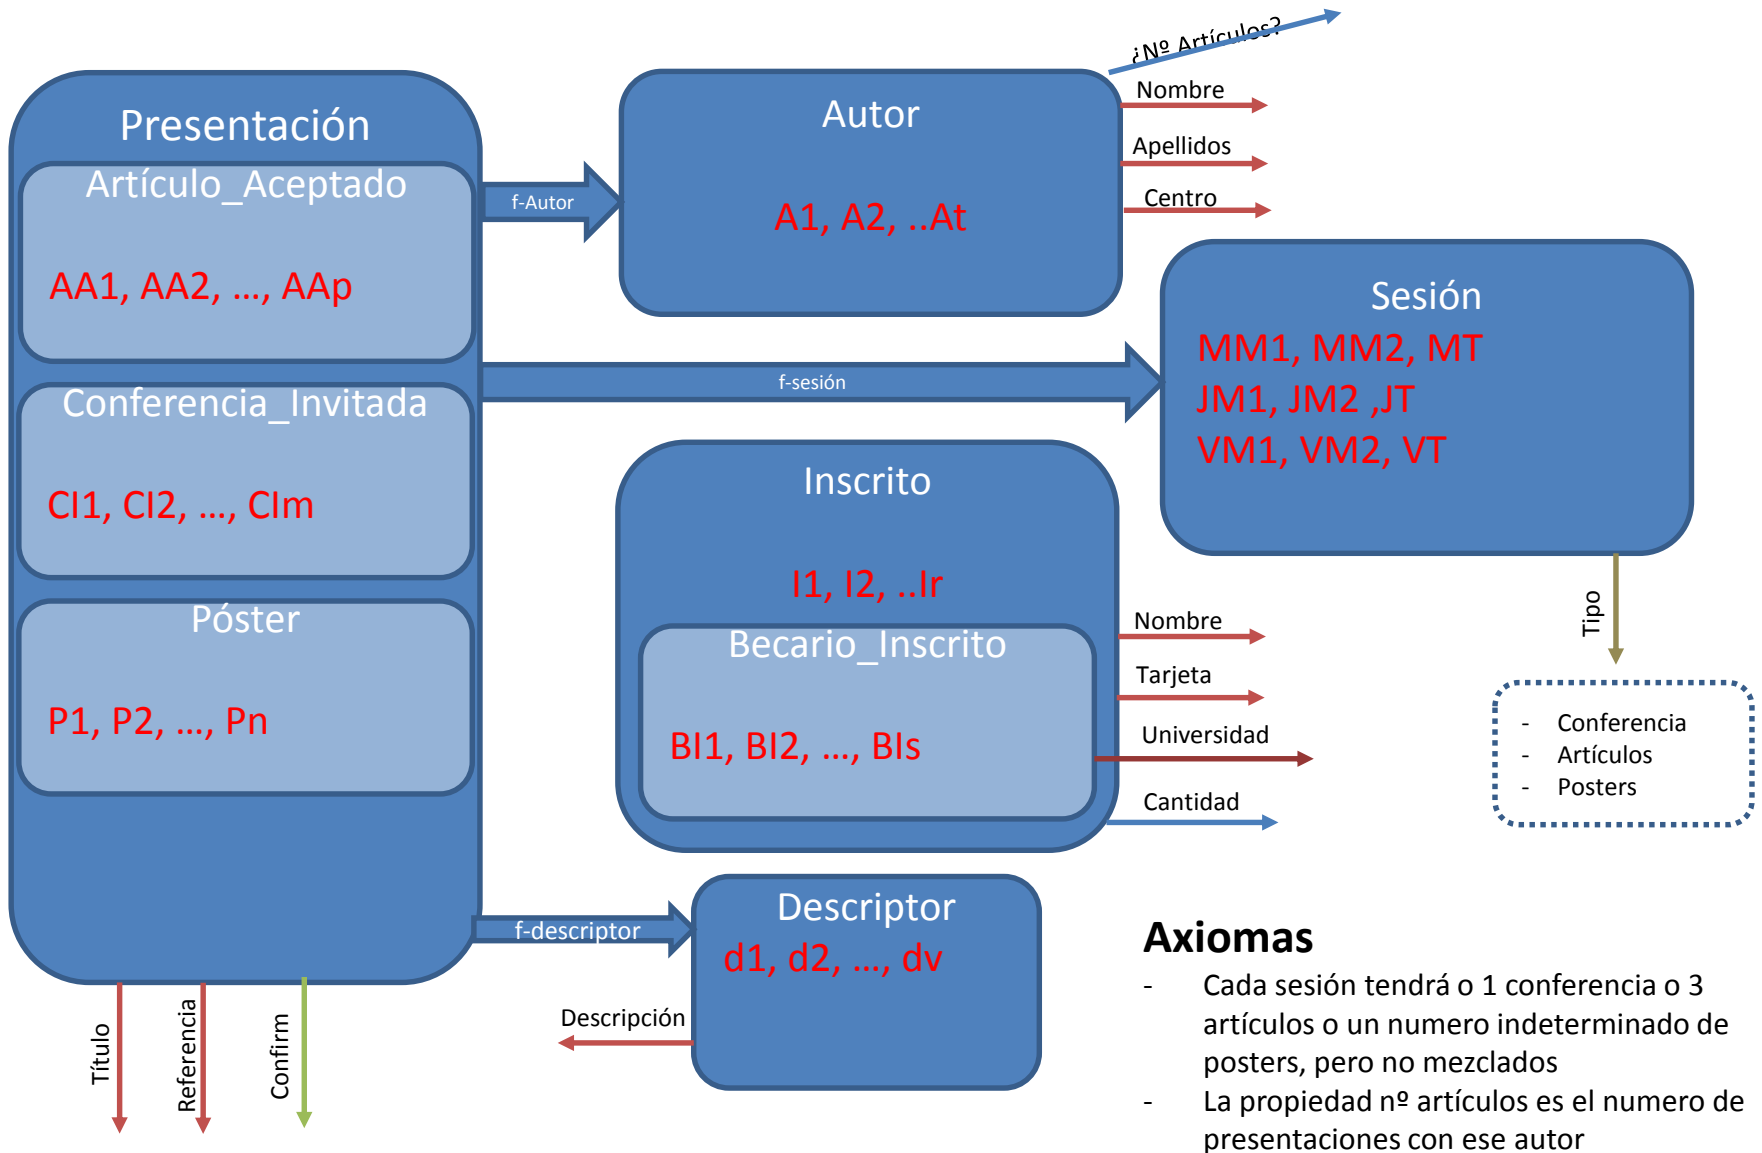 ¿Nº Artículos?
Presentación
Artículo_Aceptado
AA1, AA2, ..., AAp
f-Autor
Autor
A1, A2, ..At
Nombre
Apellidos
Centro
f-sesión
Sesión
MM1, MM2, MT
JM1, JM2 ,JT
VM1, VM2, VT
Tipo
- Conferencia
- Artículos
- Posters
Conferencia_Invitada
CI1, CI2, ..., CIm
Póster
P1, P2, ..., Pn
Inscrito
I1, I2, ..Ir
Becario_Inscrito
BI1, BI2, ..., BIs
Nombre
Tarjeta
Universidad
Cantidad
f-descriptor
Descriptor
d1, d2, ..., dv
Descripción
Título
Referencia
Confirm
Axiomas
- Cada sesión tendrá o 1 conferencia o 3
artículos o un numero indeterminado de
posters, pero no mezclados
- La propiedad nº artículos es el numero de
presentaciones con ese autor